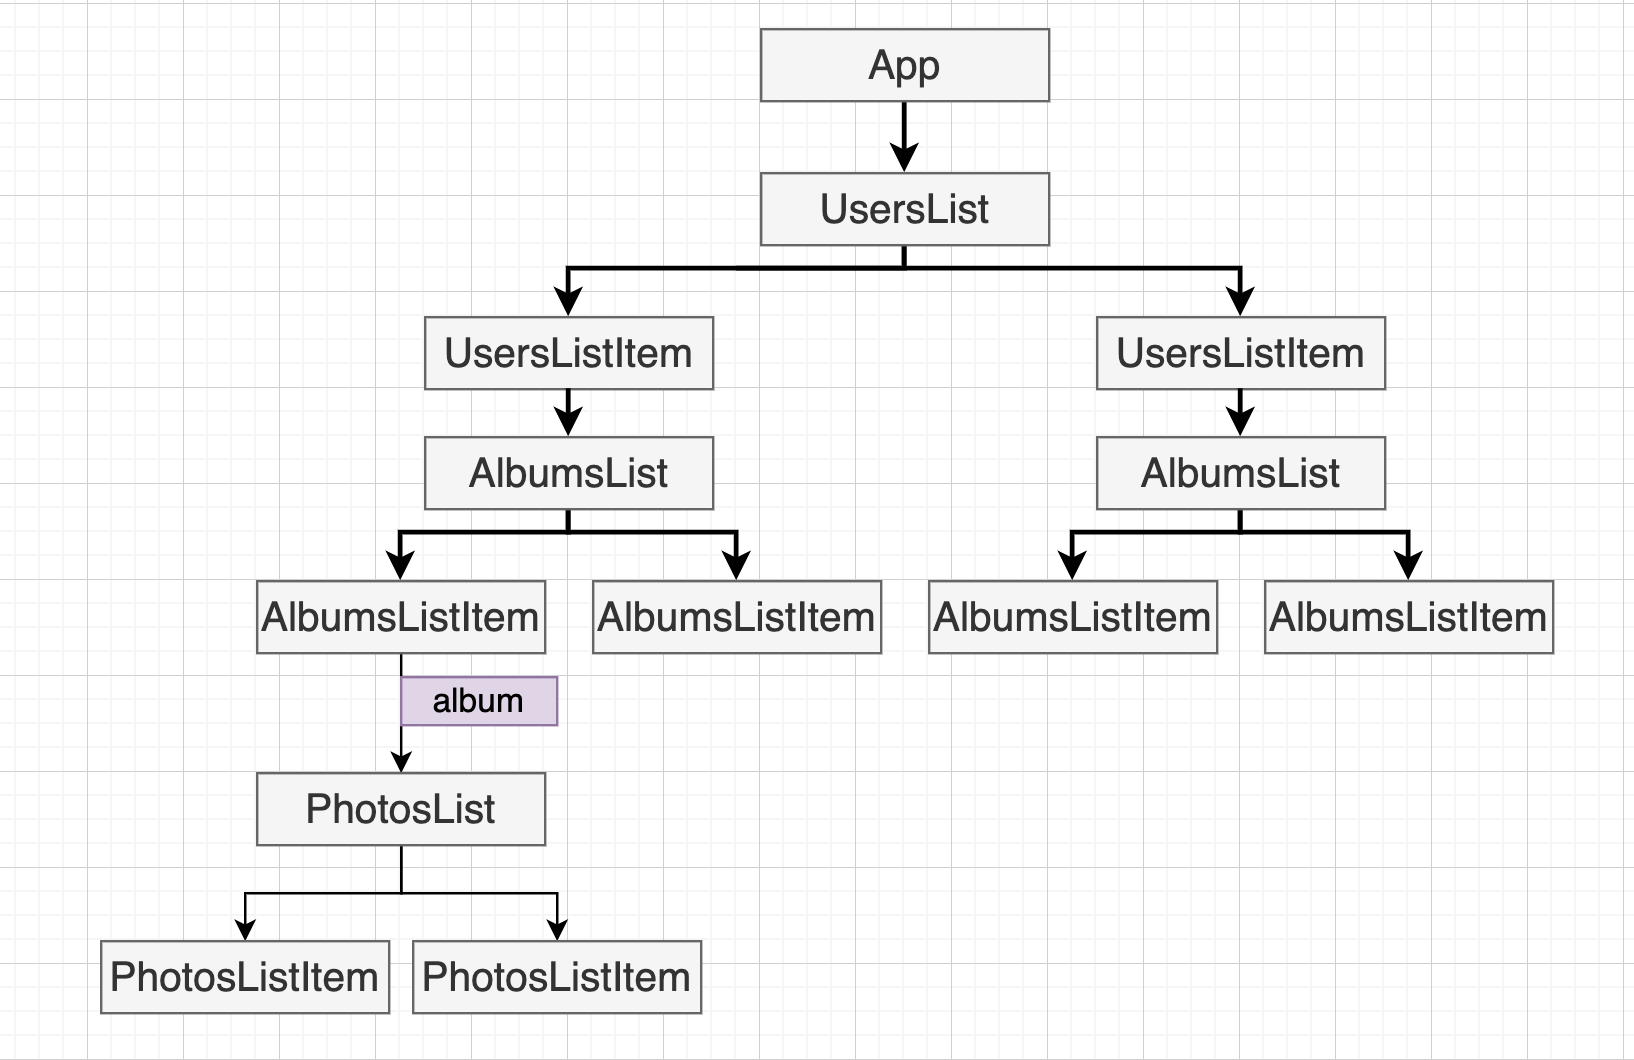 App
UsersList
UsersListItem
UsersListItem
AlbumsList
AlbumsList
AlbumsListItem
AlbumsListItem
AlbumsListItem
AlbumsListItem
album
PhotosList
PhotosListItem
PhotosListItem